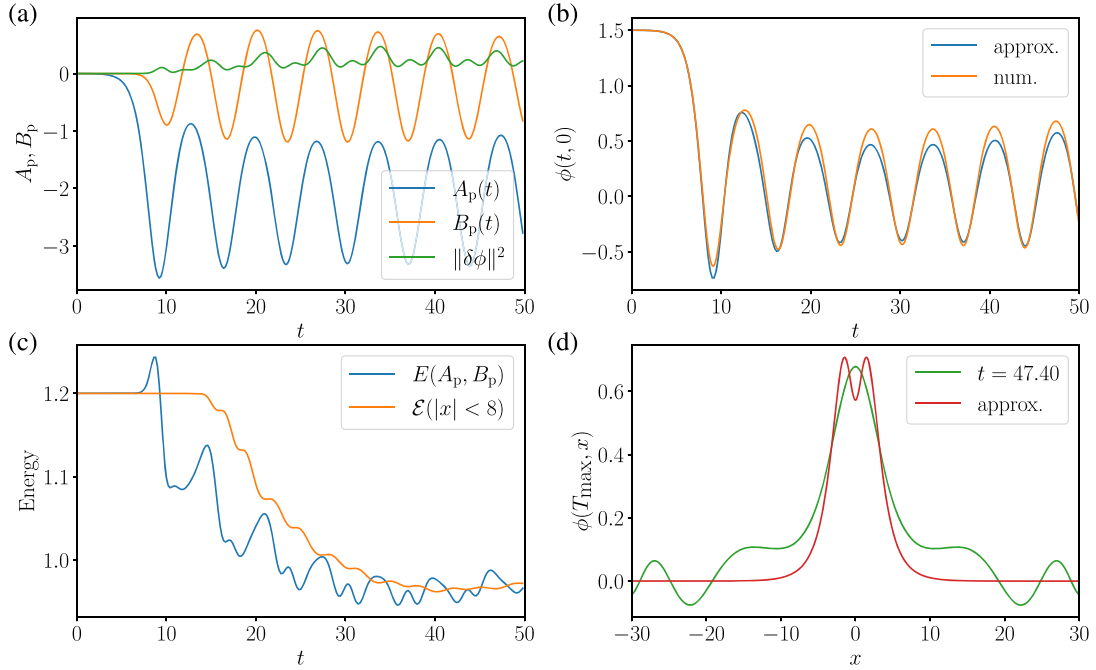 (a)
0
−1
−2
−3
A_p, B_p
0 10 20 30 40 50
t
A_p(t)
B_p(t)
‖δϕ‖²
(b)
1.5
1.0
0.5
0.0
−0.5
ϕ(t, 0)
0 10 20 30 40 50
t
approx.
num.
(c)
1.2
1.1
1.0
Energy
0 10 20 30 40 50
t
E(A_p, B_p)
ℰ(|x| < 8)
(d)
0.6
0.4
0.2
0.0
ϕ(T_max, x)
−30 −20 −10 0 10 20 30
x
t = 47.40
approx.